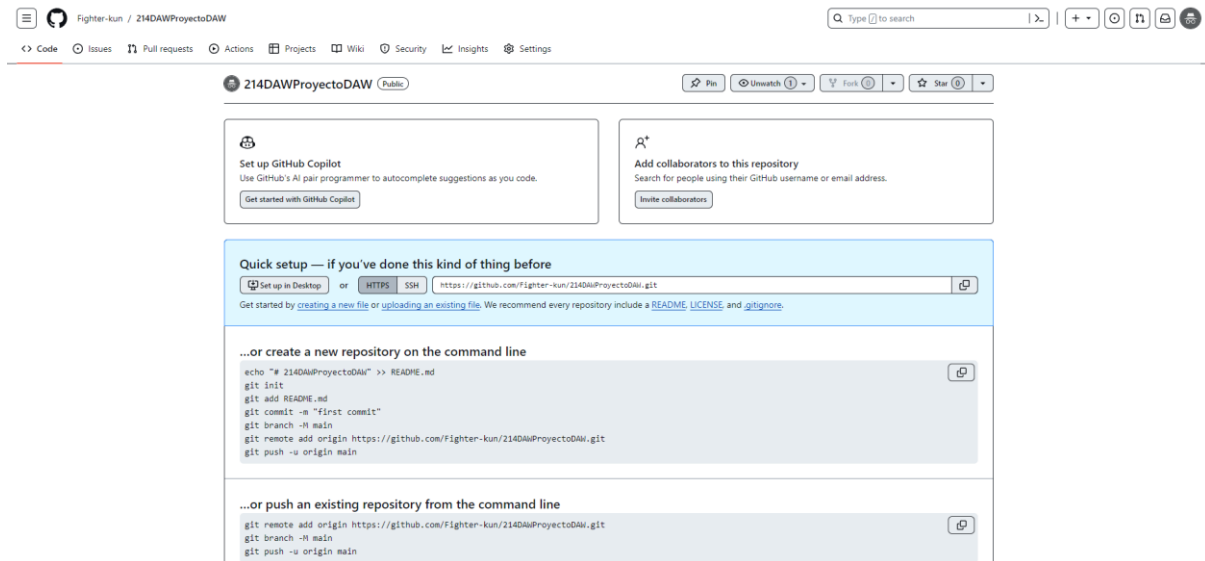 Fighter-kun / 214DAWProyectoDAW
Type / to search
Code Issues Pull requests Actions Projects Wiki Security Insights Settings
214DAWProyectoDAW Public
Pin Unwatch 1 Fork 0 Star 0
Set up GitHub Copilot
Use GitHub's AI pair programmer to autocomplete suggestions as you code.
Get started with GitHub Copilot
Add collaborators to this repository
Search for people using their GitHub username or email address.
Invite collaborators
Quick setup — if you've done this kind of thing before
Set up in Desktop or HTTPS SSH https://github.com/Fighter-kun/214DAWProyectoDAW.git
Get started by creating a new file or uploading an existing file. We recommend every repository include a README, LICENSE, and .gitignore.
...or create a new repository on the command line
echo "# 214DAWProyectoDAW" >> README.md
git init
git add README.md
git commit -m "first commit"
git branch -M main
git remote add origin https://github.com/Fighter-kun/214DAWProyectoDAW.git
git push -u origin main
...or push an existing repository from the command line
git remote add origin https://github.com/Fighter-kun/214DAWProyectoDAW.git
git branch -M main
git push -u origin main